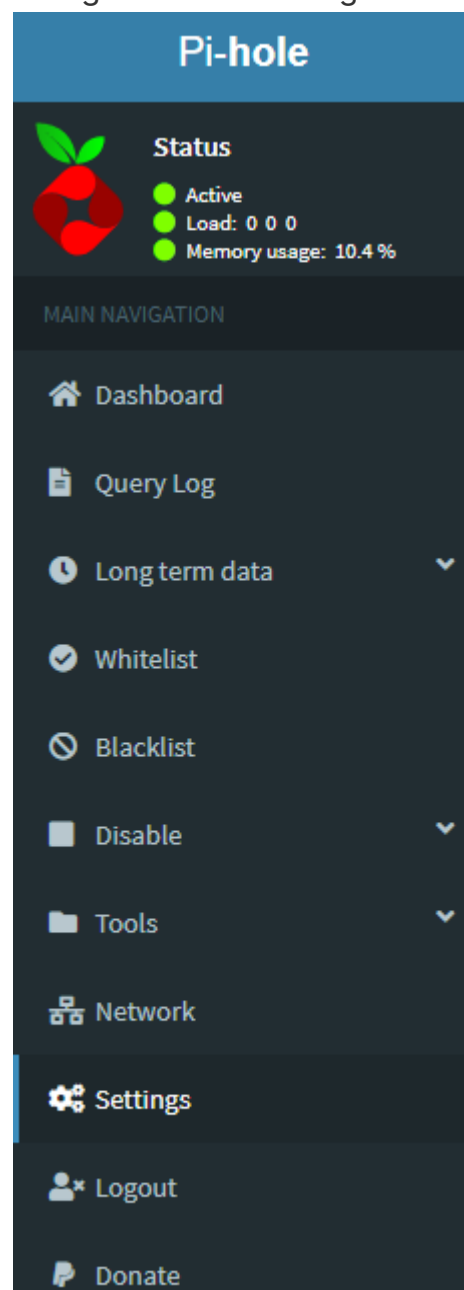 Pi-hole
Status
Active
Load: 0 0 0
Memory usage: 10.4 %
MAIN NAVIGATION
Dashboard
Query Log
Long term data
Whitelist
Blacklist
Disable
Tools
Network
Settings
Logout
Donate